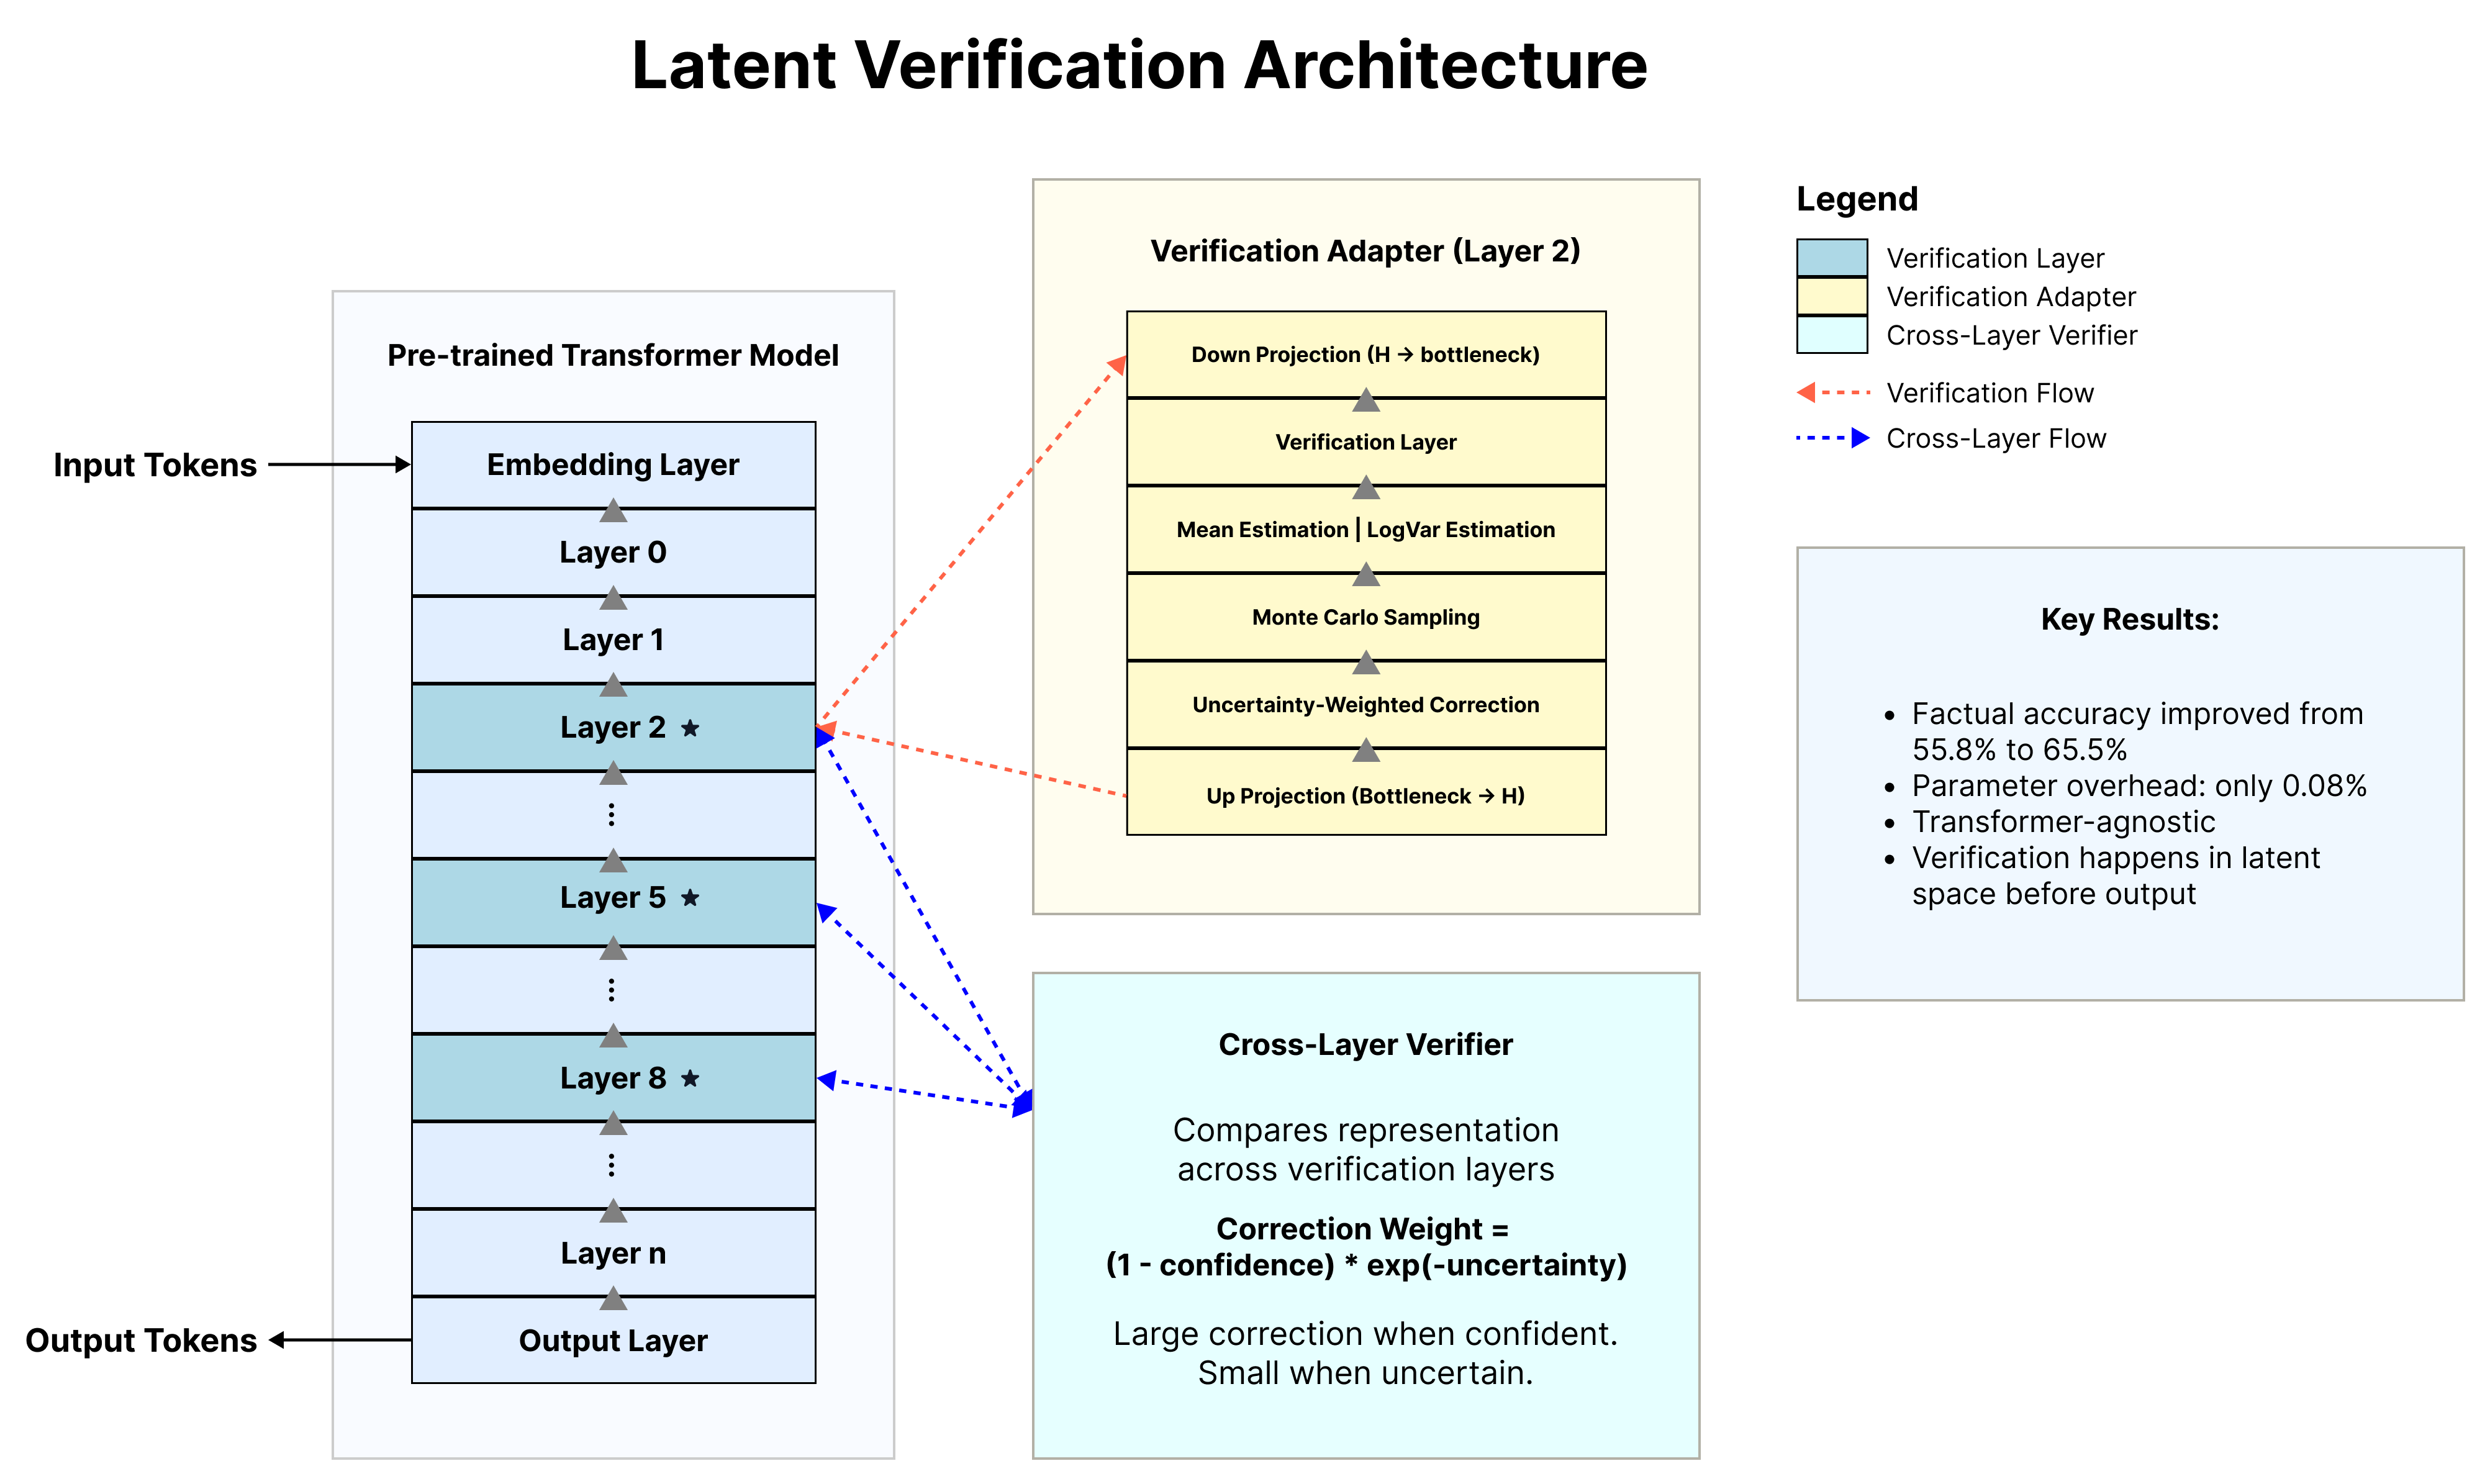 Latent Verification Architecture
Pre-trained Transformer Model
Input Tokens
Embedding Layer
Layer 0
Layer 1
Layer 2 ★
⋮
Layer 5 ★
⋮
Layer 8 ★
⋮
Layer n
Output Layer
Output Tokens
Verification Adapter (Layer 2)
Down Projection (H → bottleneck)
Verification Layer
Mean Estimation | LogVar Estimation
Monte Carlo Sampling
Uncertainty-Weighted Correction
Up Projection (Bottleneck → H)
Cross-Layer Verifier
Compares representation
across verification layers
Correction Weight =
(1 - confidence) * exp(-uncertainty)
Large correction when confident.
Small when uncertain.
Legend
Verification Layer
Verification Adapter
Cross-Layer Verifier
Verification Flow
Cross-Layer Flow
Key Results:
• Factual accuracy improved from
55.8% to 65.5%
• Parameter overhead: only 0.08%
• Transformer-agnostic
• Verification happens in latent
space before output